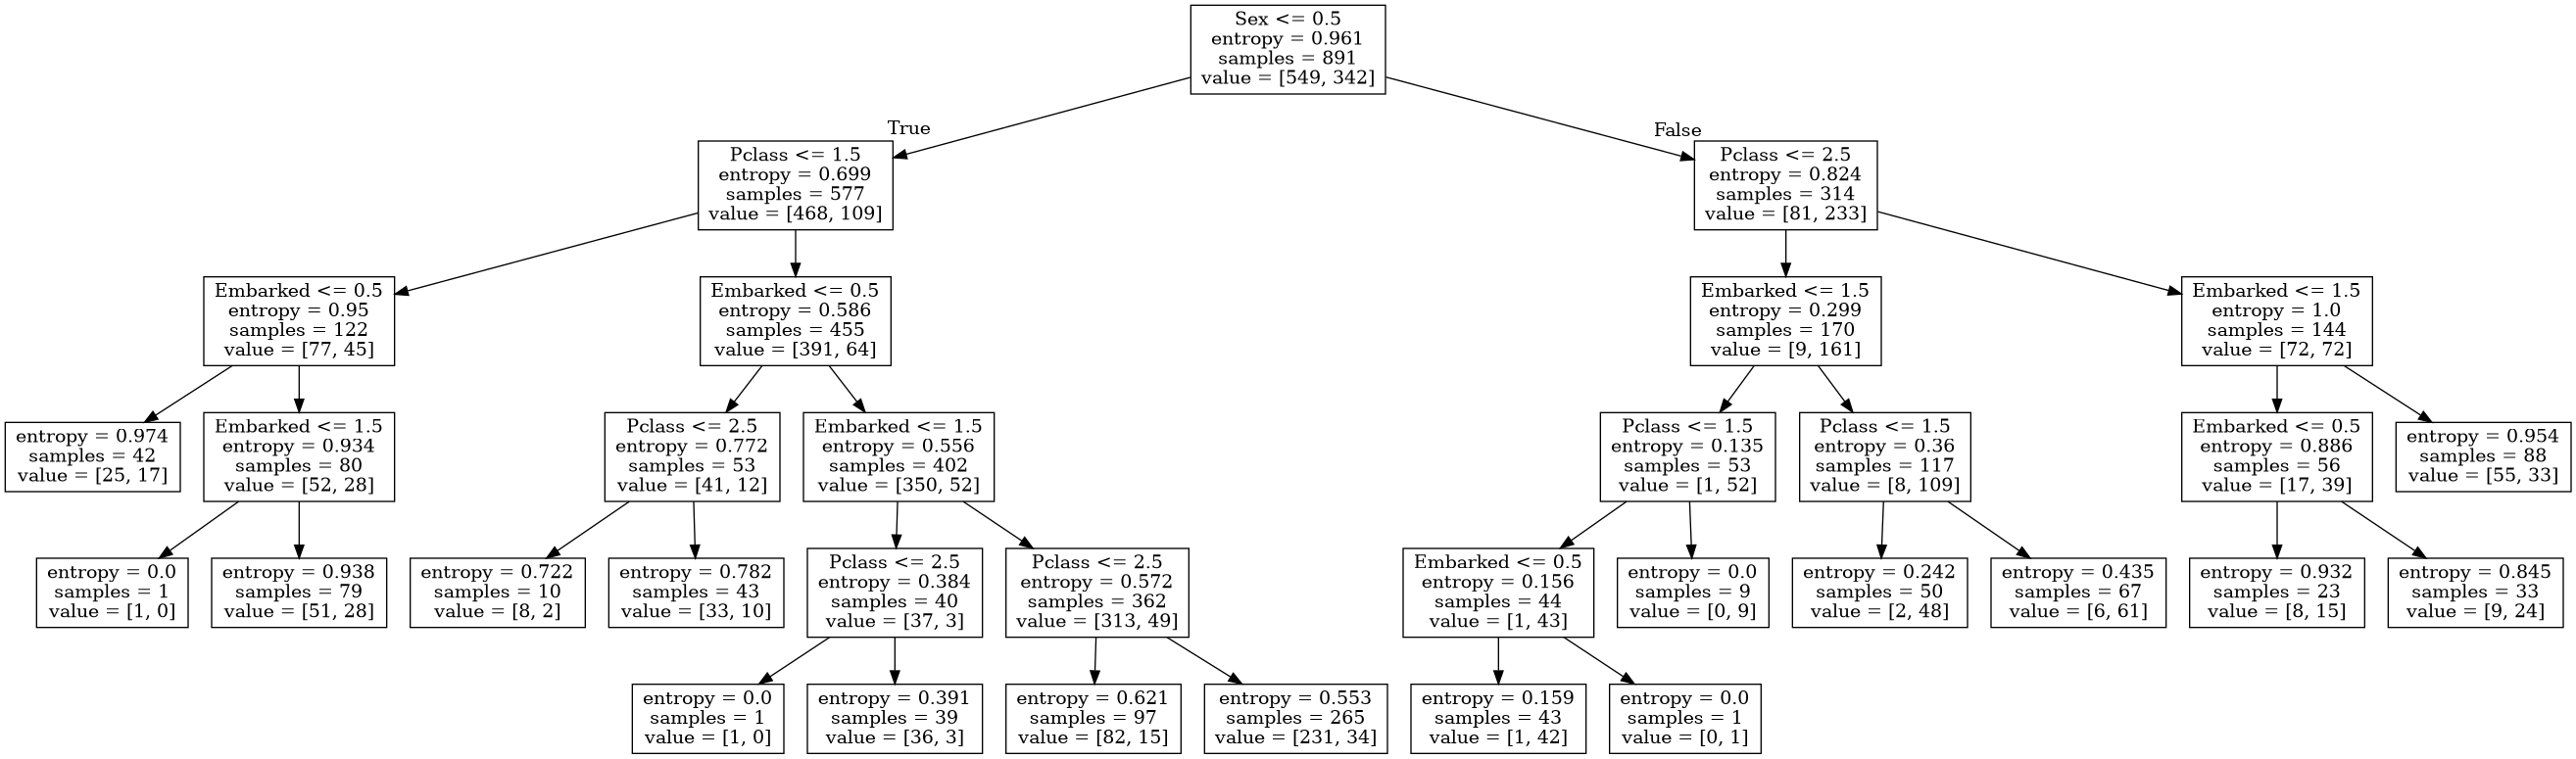 Sex <= 0.5
entropy = 0.961
samples = 891
value = [549, 342]
True
False
Pclass <= 1.5
entropy = 0.699
samples = 577
value = [468, 109]
Pclass <= 2.5
entropy = 0.824
samples = 314
value = [81, 233]
Embarked <= 0.5
entropy = 0.95
samples = 122
value = [77, 45]
Embarked <= 0.5
entropy = 0.586
samples = 455
value = [391, 64]
Embarked <= 1.5
entropy = 0.299
samples = 170
value = [9, 161]
Embarked <= 1.5
entropy = 1.0
samples = 144
value = [72, 72]
entropy = 0.974
samples = 42
value = [25, 17]
Embarked <= 1.5
entropy = 0.934
samples = 80
value = [52, 28]
Pclass <= 2.5
entropy = 0.772
samples = 53
value = [41, 12]
Embarked <= 1.5
entropy = 0.556
samples = 402
value = [350, 52]
Pclass <= 1.5
entropy = 0.135
samples = 53
value = [1, 52]
Pclass <= 1.5
entropy = 0.36
samples = 117
value = [8, 109]
Embarked <= 0.5
entropy = 0.886
samples = 56
value = [17, 39]
entropy = 0.954
samples = 88
value = [55, 33]
entropy = 0.0
samples = 1
value = [1, 0]
entropy = 0.938
samples = 79
value = [51, 28]
entropy = 0.722
samples = 10
value = [8, 2]
entropy = 0.782
samples = 43
value = [33, 10]
Pclass <= 2.5
entropy = 0.384
samples = 40
value = [37, 3]
Pclass <= 2.5
entropy = 0.572
samples = 362
value = [313, 49]
Embarked <= 0.5
entropy = 0.156
samples = 44
value = [1, 43]
entropy = 0.0
samples = 9
value = [0, 9]
entropy = 0.242
samples = 50
value = [2, 48]
entropy = 0.435
samples = 67
value = [6, 61]
entropy = 0.932
samples = 23
value = [8, 15]
entropy = 0.845
samples = 33
value = [9, 24]
entropy = 0.0
samples = 1
value = [1, 0]
entropy = 0.391
samples = 39
value = [36, 3]
entropy = 0.621
samples = 97
value = [82, 15]
entropy = 0.553
samples = 265
value = [231, 34]
entropy = 0.159
samples = 43
value = [1, 42]
entropy = 0.0
samples = 1
value = [0, 1]